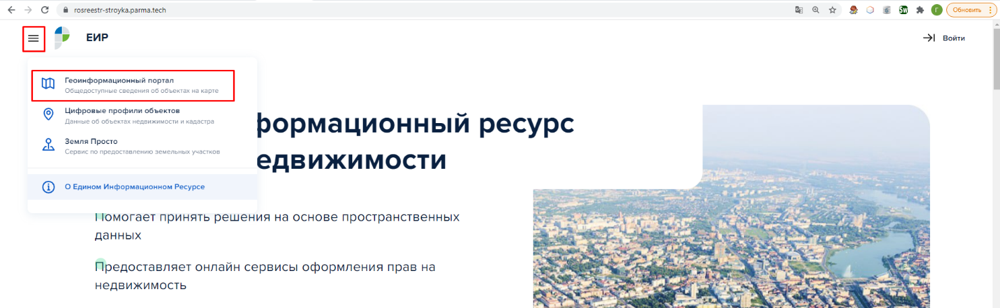 rosreestr-stroyka.parma.tech
Обновить
ЕИР
Войти
Геоинформационный портал
Общедоступные сведения об объектах на карте
Цифровые профили объектов
Данные об объектах недвижимости и кадастра
Земля Просто
Сервис по предоставлению земельных участков
О Едином Информационном Ресурсе
формационный ресурс
едвижимости
Помогает принять решения на основе пространственных
данных
Предоставляет онлайн сервисы оформления прав на
недвижимость